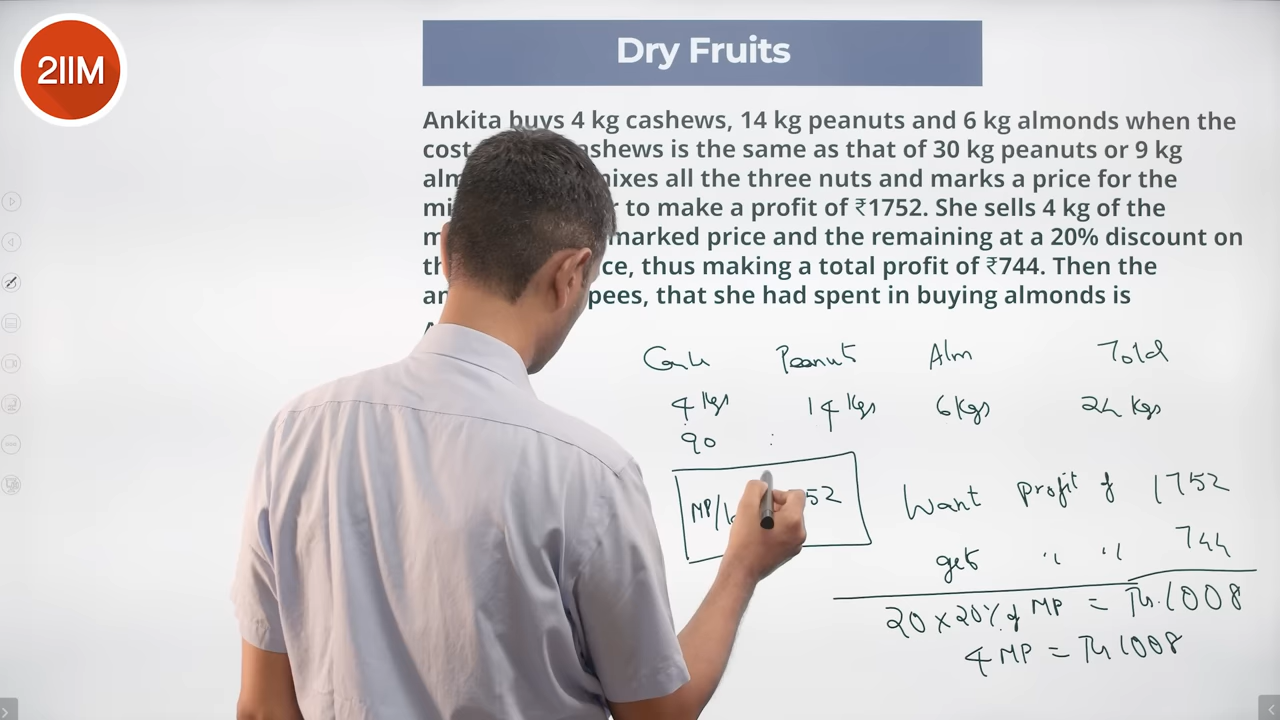 2IIM
Dry Fruits
Ankita buys 4 kg cashews, 14 kg peanuts and 6 kg almonds when the
cost ashews is the same as that of 30 kg peanuts or 9 kg
alm ixes all the three nuts and marks a price for the
mi r to make a profit of ₹1752. She sells 4 kg of the
m marked price and the remaining at a 20% discount on
th ce, thus making a total profit of ₹744. Then the
an pees, that she had spent in buying almonds is
Peanuts Alm Total
4 kgs 14 kgs 6 kgs 24 kgs
90 :
MP/ 52
Want profit of 1752
get " " 744
20 x 20% of MP = Rs.1008
4 MP = Rs 1008